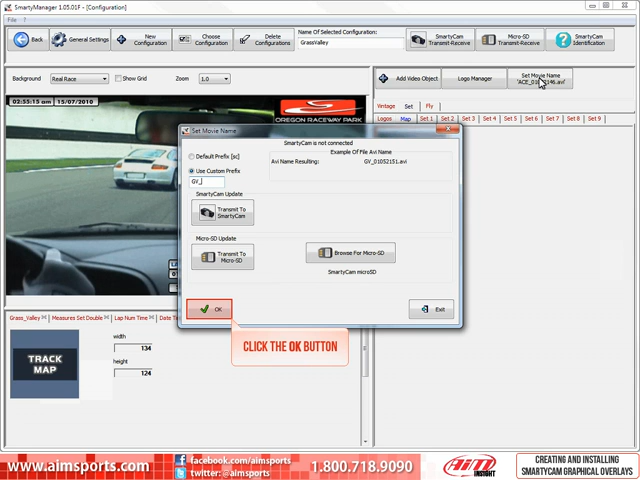 SmartyManager 1.05.01F - [Configuration]
File ?
Back
General Settings
New Configuration
Choose Configuration
Delete Configurations
Name Of Selected Configuration:
GrassValley
SmartyCam Transmit-Receive
Micro-SD Transmit-Receive
SmartyCam Identification
Background
Real Race
Show Grid
Zoom
1.0
Add Video Object
Logo Manager
Set Movie Name
02:55:15 am 15/07/2010
OREGON RACEWAY PARK
Vintage Set Fly
Logos Map Set 1 Set 2 Set 3 Set 4 Set 5 Set 6 Set 7 Set 8 Set 9
Set Movie Name
SmartyCam is not connected
Default Prefix [sc]
Use Custom Prefix
GV_
Example Of File Avi Name
Avi Name Resulting: GV_01052151.avi
SmartyCam Update
Transmit To SmartyCam
Micro-SD Update
Transmit To Micro-SD
Browse For Micro-SD
SmartyCam microSD
OK
Exit
CLICK THE OK BUTTON
Grass_Valley Measures Set Double Lap Num Time
TRACK MAP
width
134
height
124
www.aimsports.com
facebook.com/aimsports
twitter: @aimsports
1.800.718.9090
AIM INSIGHT
CREATING AND INSTALLING
SMARTYCAM GRAPHICAL OVERLAYS